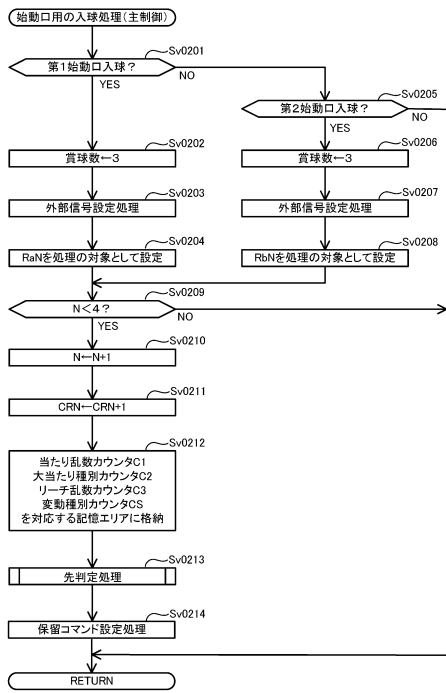 始動口用の入球処理(主制御)
Sv0201
第1始動口入球?
NO
YES
Sv0205
第2始動口入球?
NO
YES
Sv0202
賞球数←3
Sv0206
賞球数←3
Sv0203
外部信号設定処理
Sv0207
外部信号設定処理
Sv0204
RaNを処理の対象として設定
Sv0208
RbNを処理の対象として設定
Sv0209
N<4?
NO
YES
Sv0210
N←N+1
Sv0211
CRN←CRN+1
Sv0212
当たり乱数カウンタC1
大当たり種別カウンタC2
リーチ乱数カウンタC3
変動種別カウンタCS
を対応する記憶エリアに格納
Sv0213
先判定処理
Sv0214
保留コマンド設定処理
RETURN